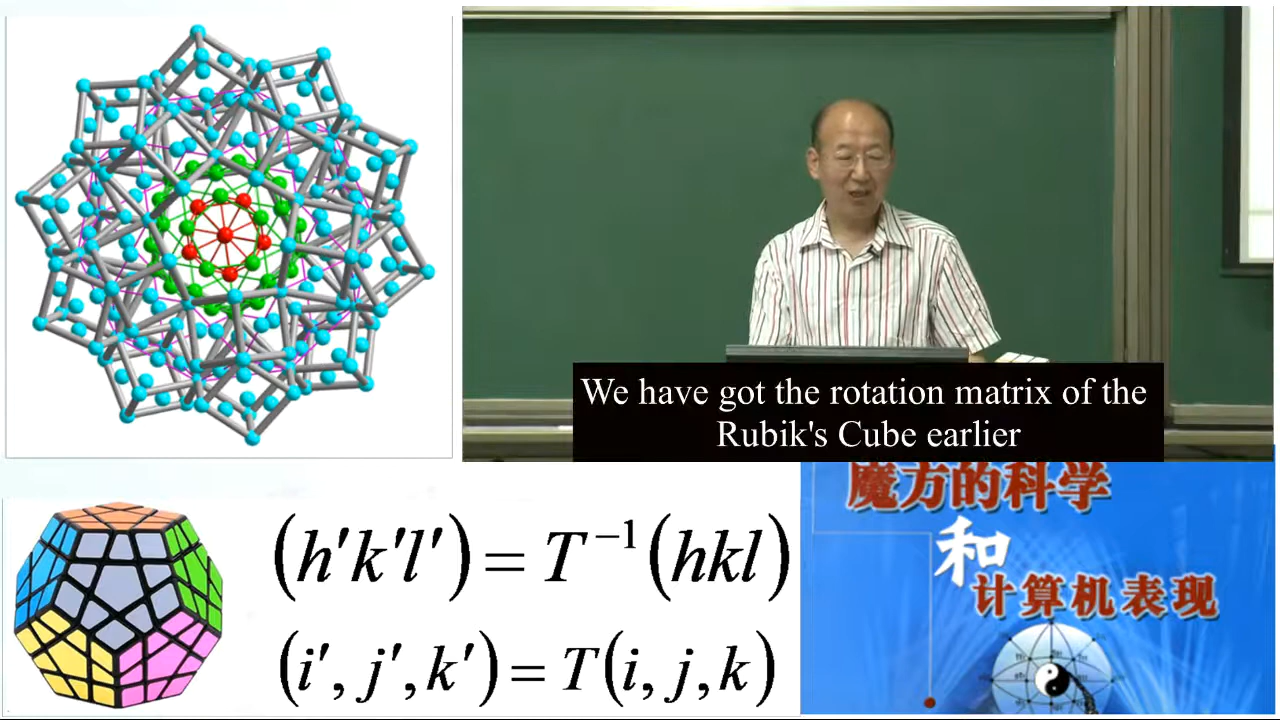 We have got the rotation matrix of the
Rubik's Cube earlier
(h′k′l′) = T⁻¹(hkl)
(i′, j′, k′) = T(i, j, k)
魔方的科学
和
计算机表现